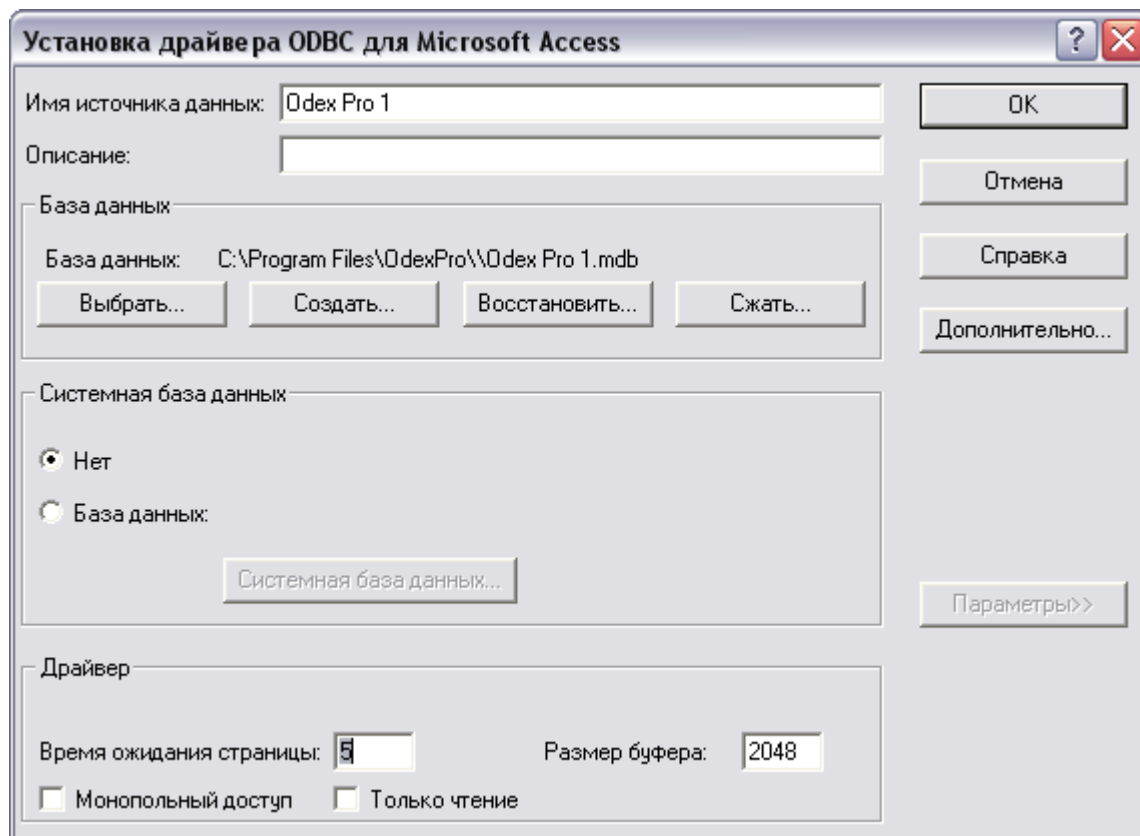 Установка драйвера ODBC для Microsoft Access
Имя источника данных: Odex Pro 1
OK
Описание:
Отмена
База данных
База данных: C:\Program Files\OdexPro\\Odex Pro 1.mdb
Справка
Выбрать... Создать... Восстановить... Сжать...
Дополнительно...
Системная база данных
Нет
База данных:
Системная база данных...
Параметры>>
Драйвер
Время ожидания страницы: 5 Размер буфера: 2048
Монопольный доступ Только чтение